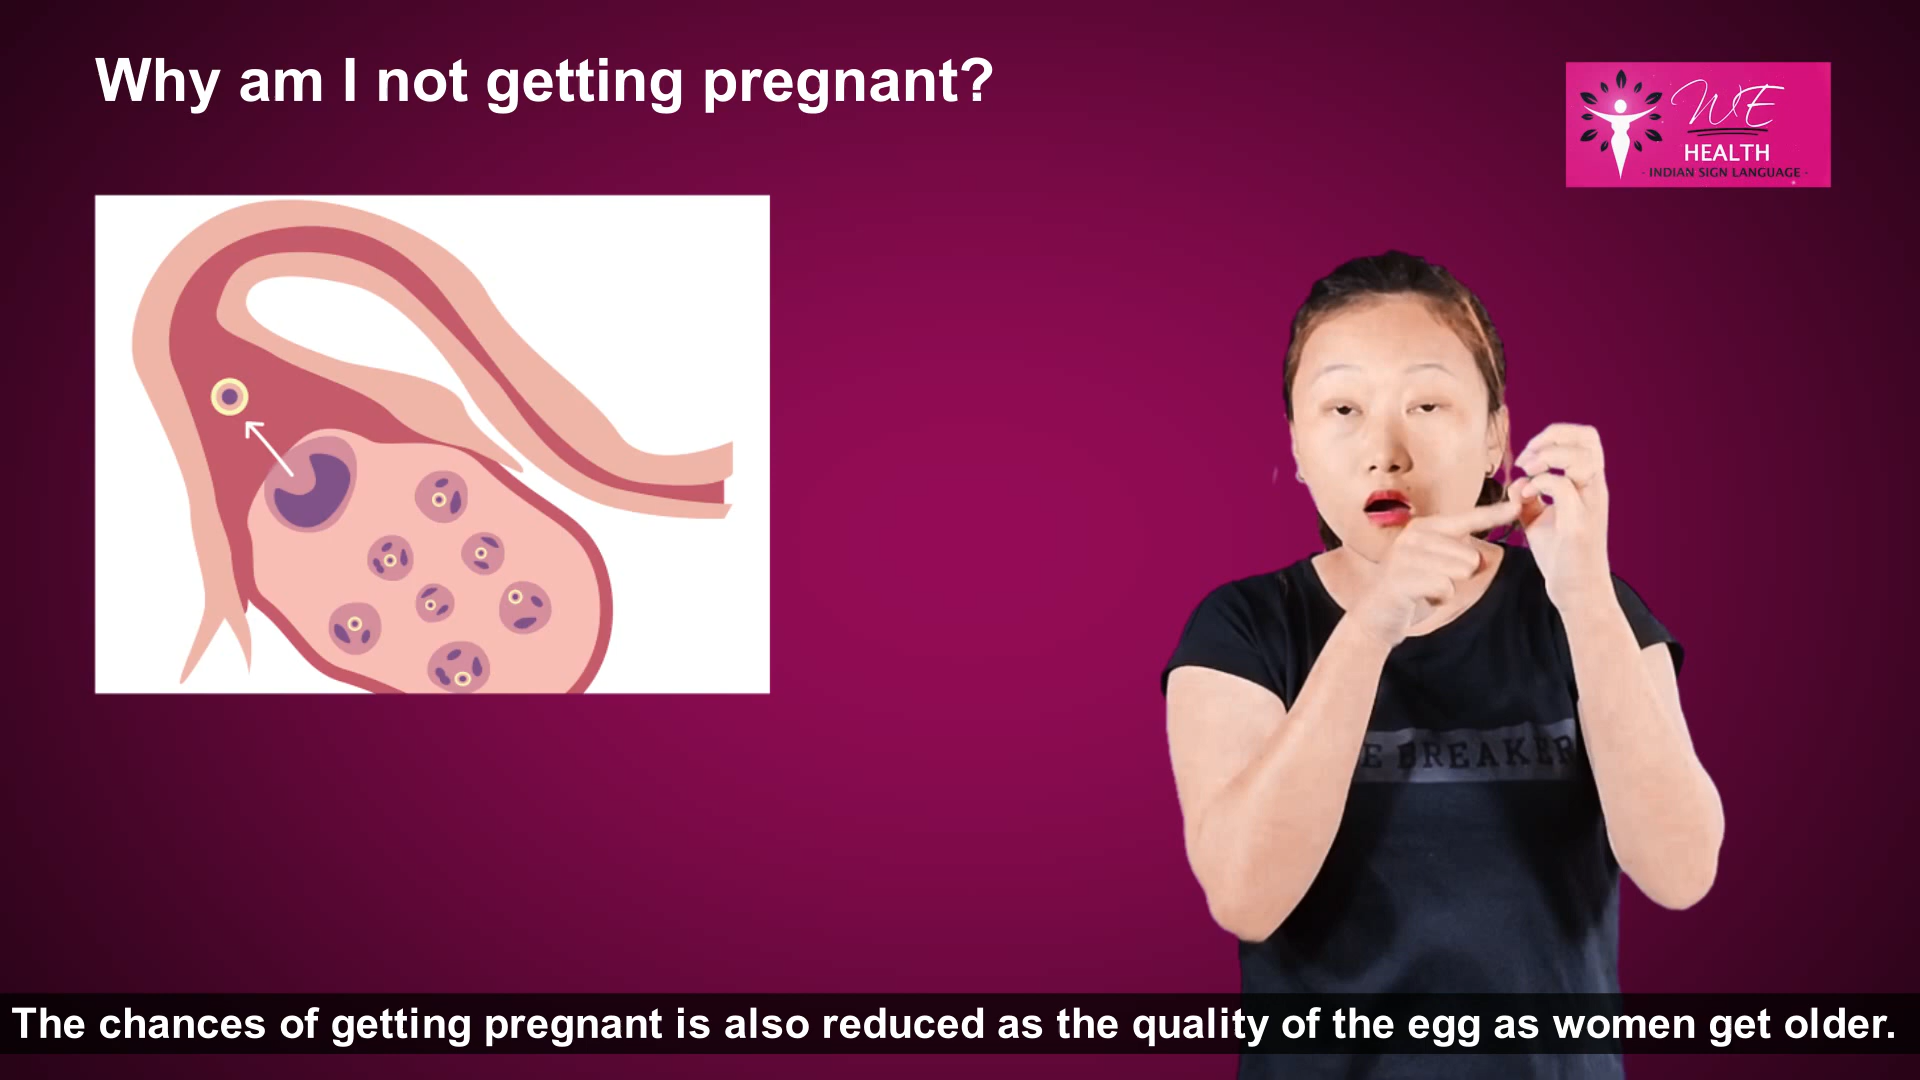 Why am I not getting pregnant?
WE
HEALTH
- INDIAN SIGN LANGUAGE -
E BREAKER
The chances of getting pregnant is also reduced as the quality of the egg as women get older.